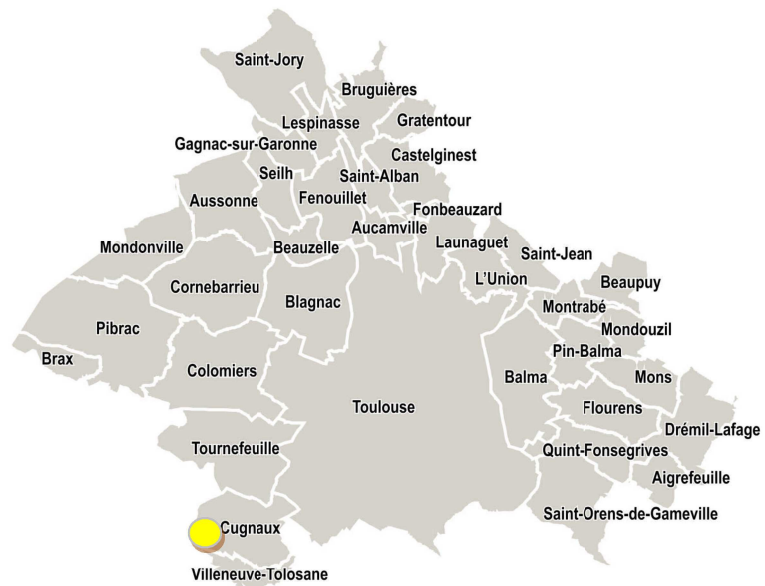 Saint-Jory
Bruguières
Lespinasse
Gratentour
Gagnac-sur-Garonne
Castelginest
Seilh
Saint-Alban
Aussonne
Fenouillet
Fonbeauzard
Aucamville
Launaguet
Mondonville
Beauzelle
Saint-Jean
L'Union
Beaupuy
Cornebarrieu
Blagnac
Montrabé
Pibrac
Mondouzil
Brax
Pin-Balma
Colomiers
Balma
Mons
Toulouse
Flourens
Drémil-Lafage
Tournefeuille
Quint-Fonsegrives
Aigrefeuille
Saint-Orens-de-Gameville
Cugnaux
Villeneuve-Tolosane